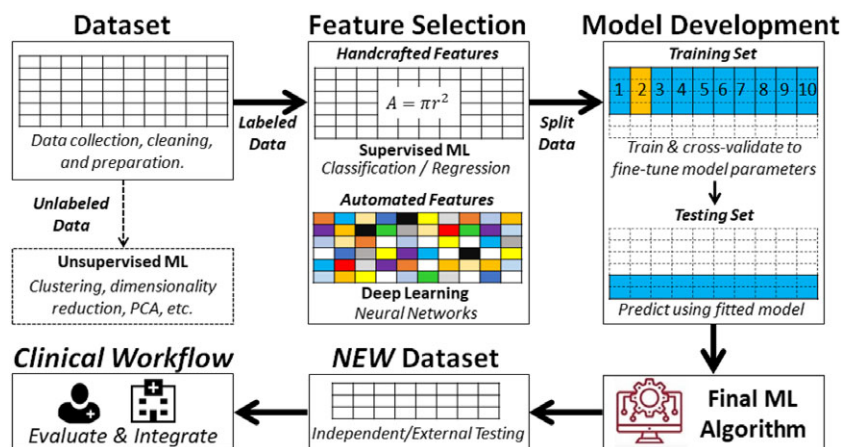 Dataset
Data collection, cleaning,
and preparation.
Unlabeled
Data
Unsupervised ML
Clustering, dimensionality
reduction, PCA, etc.
Labeled
Data
Feature Selection
Handcrafted Features
A = πr²
Supervised ML
Classification / Regression
Automated Features
Deep Learning
Neural Networks
Split
Data
Model Development
Training Set
1 2 3 4 5 6 7 8 9 10
Train & cross-validate to
fine-tune model parameters
Testing Set
Predict using fitted model
Final ML
Algorithm
NEW Dataset
Independent/External Testing
Clinical Workflow
Evaluate & Integrate